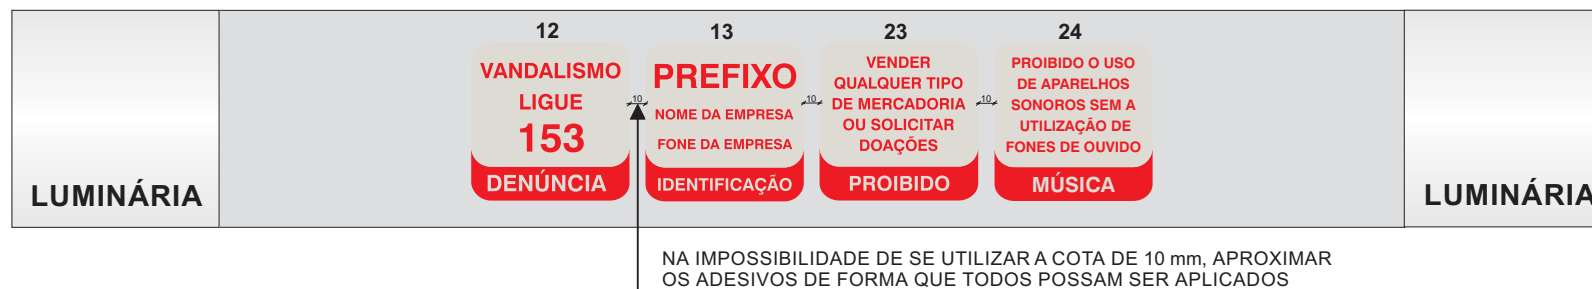 12
VANDALISMO
LIGUE
153
DENÚNCIA
10
13
PREFIXO
NOME DA EMPRESA
FONE DA EMPRESA
IDENTIFICAÇÃO
10
23
VENDER
QUALQUER TIPO
DE MERCADORIA
OU SOLICITAR
DOAÇÕES
PROIBIDO
10
24
PROIBIDO O USO
DE APARELHOS
SONOROS SEM A
UTILIZAÇÃO DE
FONES DE OUVIDO
MÚSICA
LUMINÁRIA
LUMINÁRIA
NA IMPOSSIBILIDADE DE SE UTILIZAR A COTA DE 10 mm, APROXIMAR
OS ADESIVOS DE FORMA QUE TODOS POSSAM SER APLICADOS